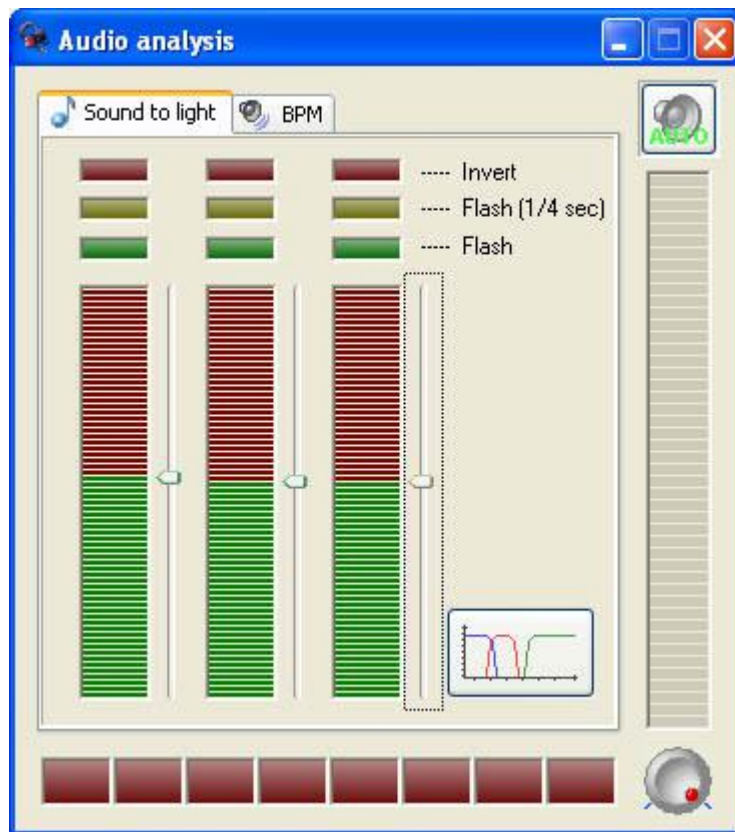 Audio analysis
Sound to light
BPM
AUTO
----- Invert
----- Flash (1/4 sec)
----- Flash